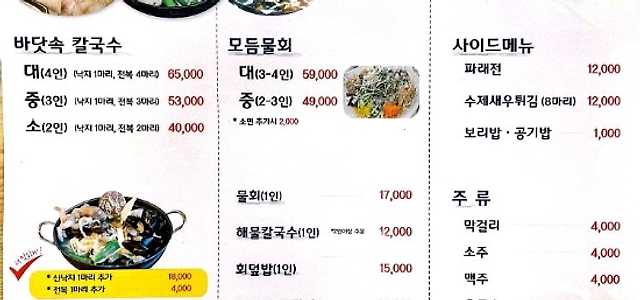 바닷속 칼국수
대(4인) (낙지 1마리, 전복 4마리) 65,000
중(3인) (낙지 1마리, 전복 3마리) 53,000
소(2인) (낙지 1마리, 전복 2마리) 40,000
* 산낙지 1마리 추가 18,000
* 전복 1마리 추가 4,000
모듬물회
대(3-4인) 59,000
중(2-3인) 49,000
* 소면 추가시 2,000
물회(1인) 17,000
해물칼국수(1인) 12,000
회덮밥(1인) 15,000
사이드메뉴
파래전 12,000
수제새우튀김 (8마리) 12,000
보리밥 · 공기밥 1,000
주 류
막걸리 4,000
소주 4,000
맥주 4,000